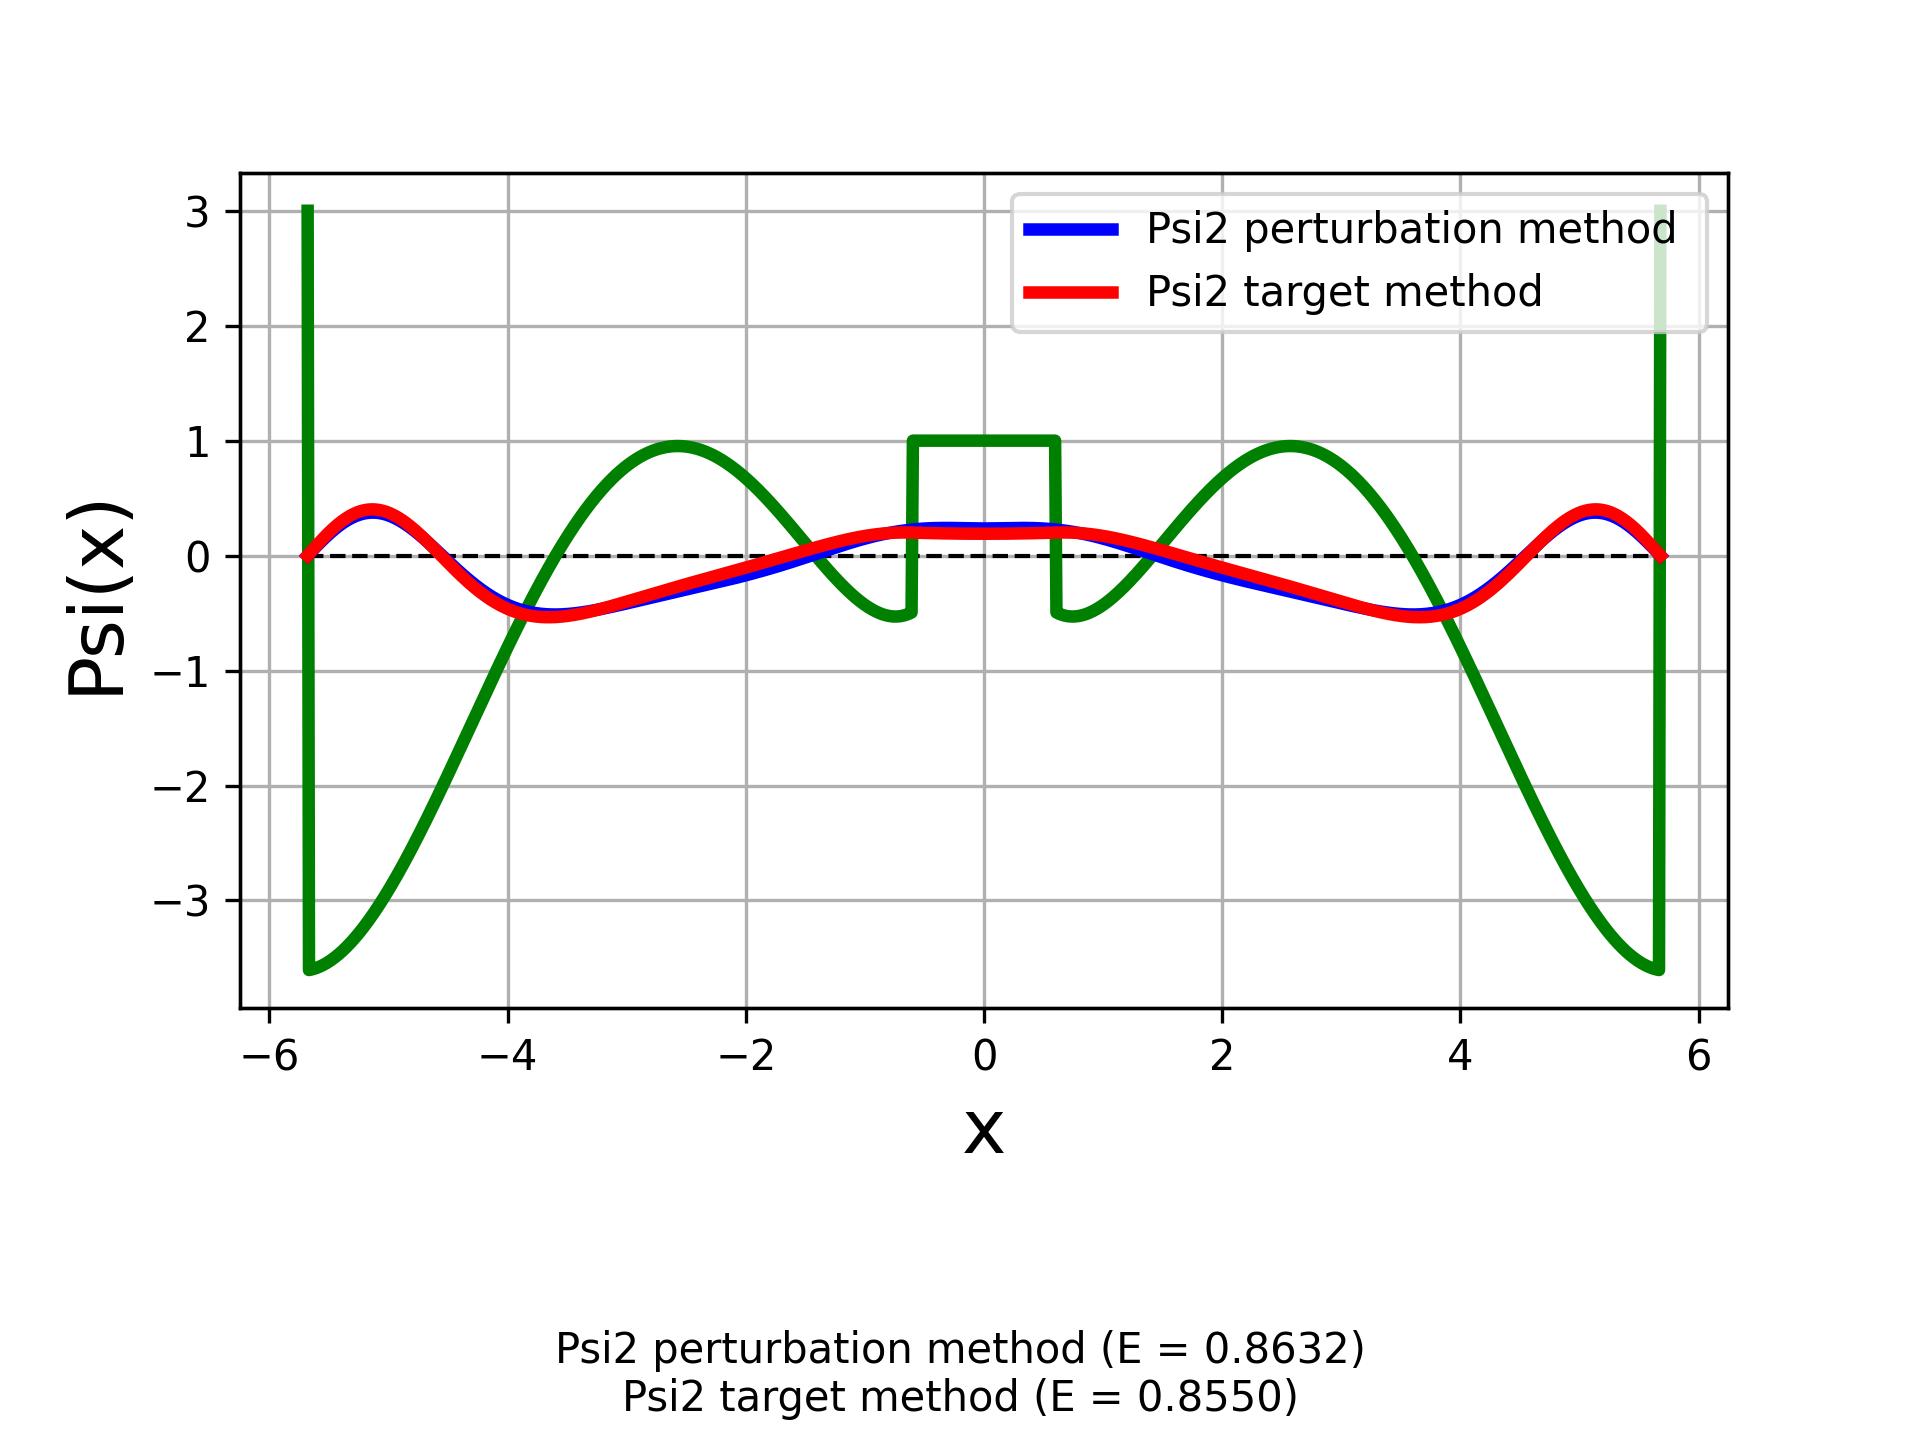 Psi2 perturbation method
Psi2 target method
3
2
1
0
−1
−2
−3
Psi(x)
−6 −4 −2 0 2 4 6
x
Psi2 perturbation method (E = 0.8632)
Psi2 target method (E = 0.8550)